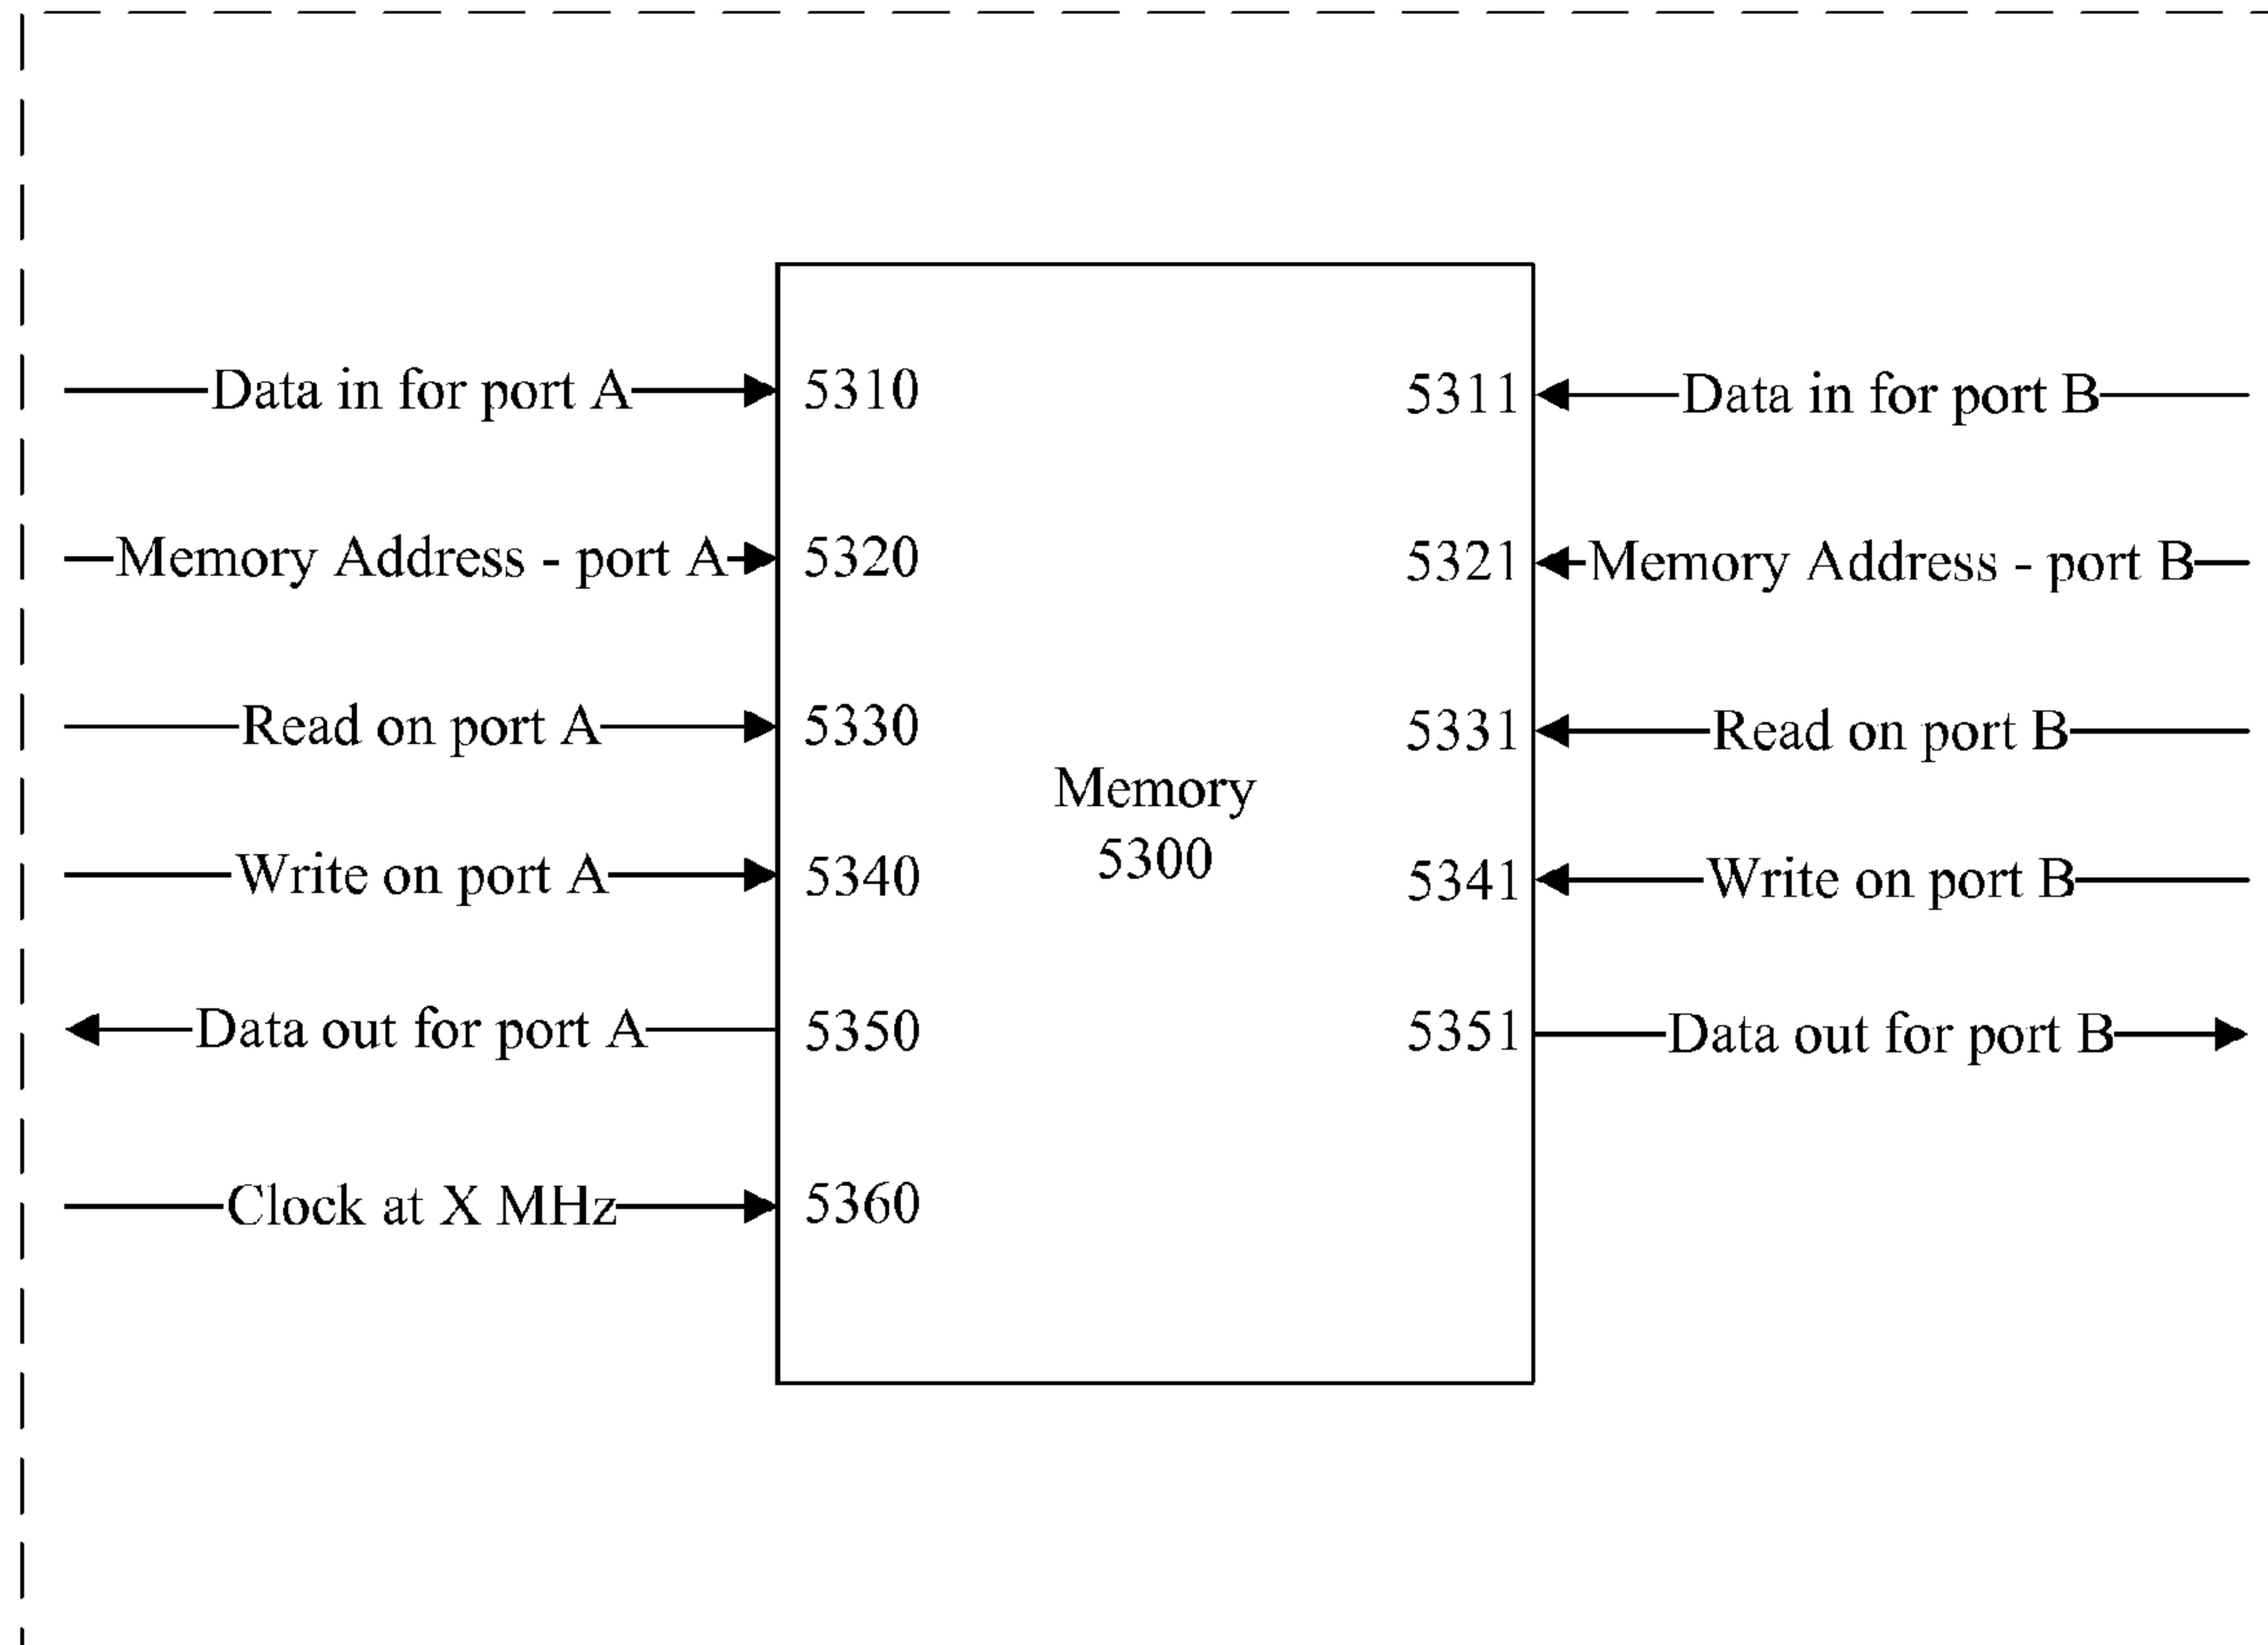 Data in for port A 5310 5311 Data in for port B
Memory Address - port A 5320 5321 Memory Address - port B
Read on port A 5330 5331 Read on port B
Memory
5300
Write on port A 5340 5341 Write on port B
Data out for port A 5350 5351 Data out for port B
Clock at X MHz 5360